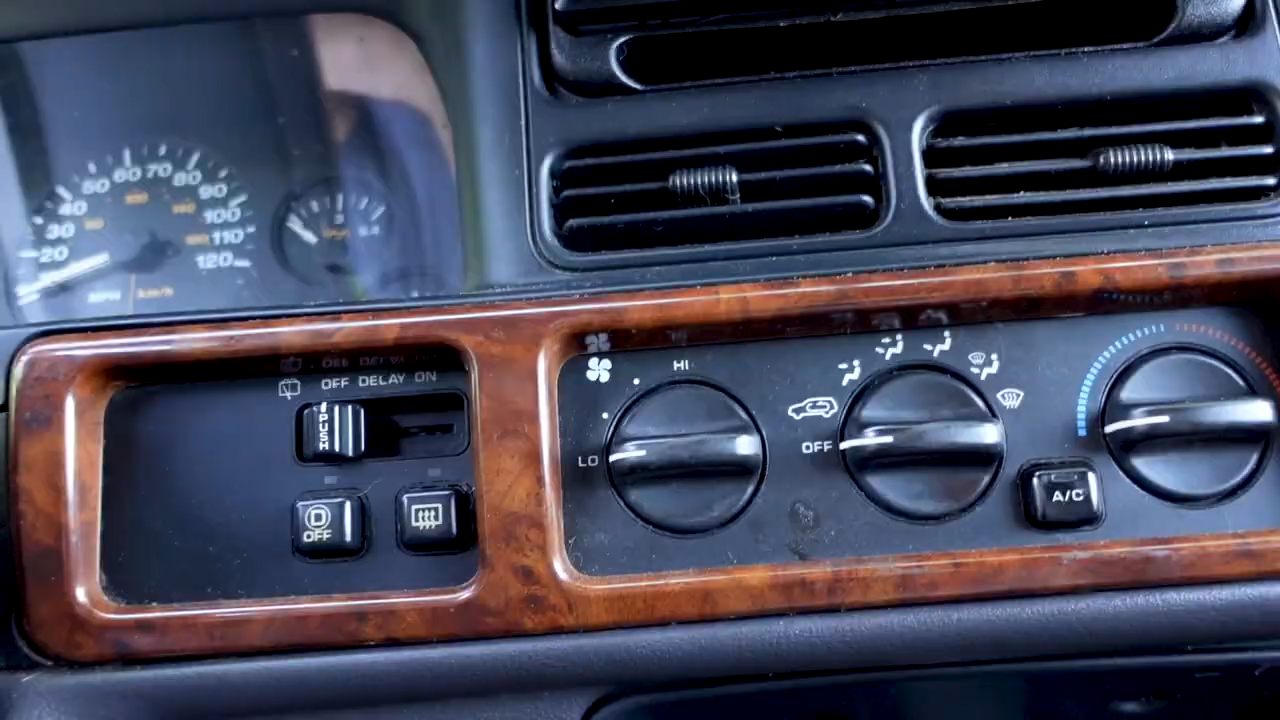 60 70
50 80
40 90
30 100
20 110
120
MPH km/h
OFF DELAY ON
PUSH
D
OFF
HI
LO
OFF
A/C